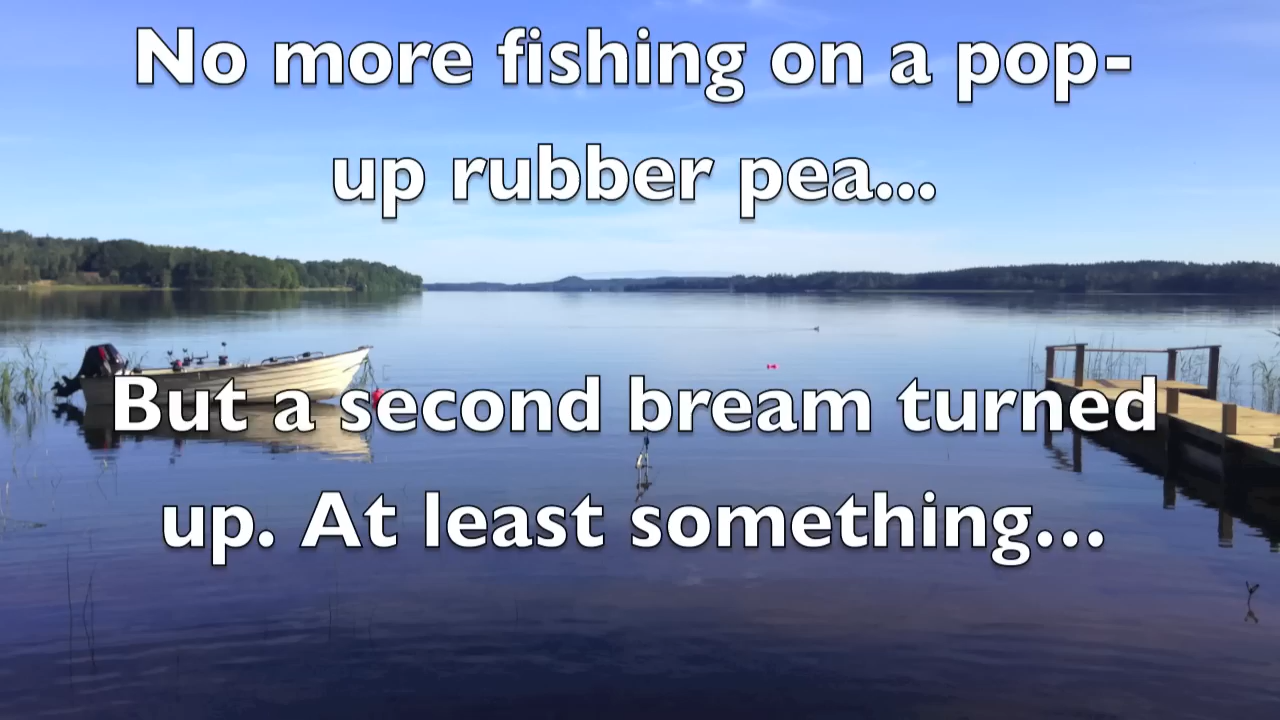 No more fishing on a pop-
up rubber pea...
But a second bream turned
up. At least something...